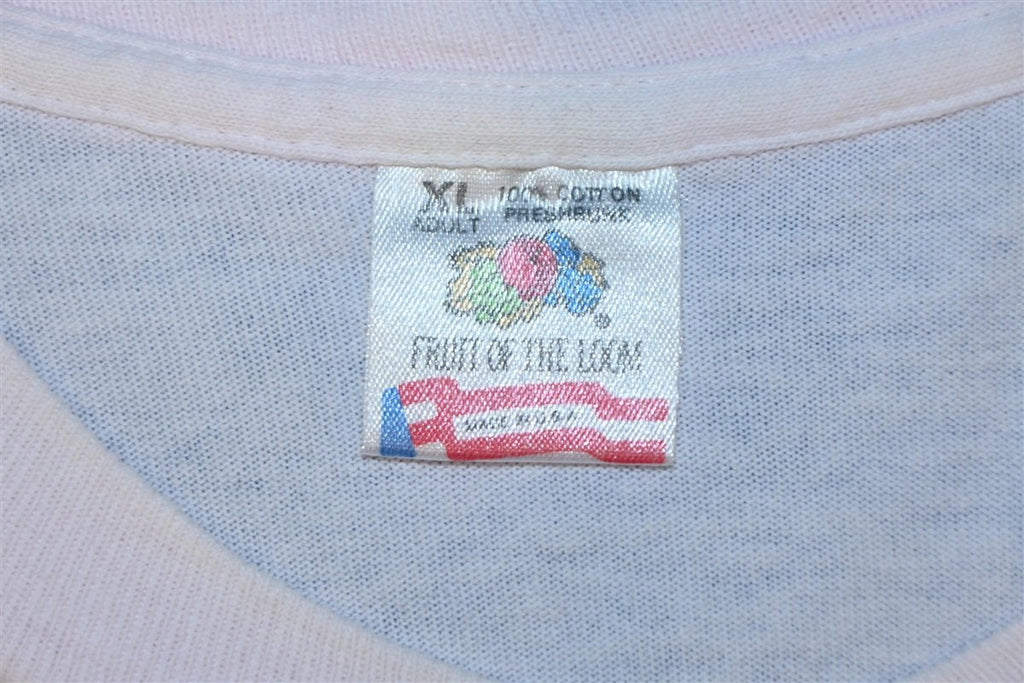 XL 100% COTTON
ADULT PRESHRUNK
®
FRUIT OF THE LOOM
MADE IN U.S.A.